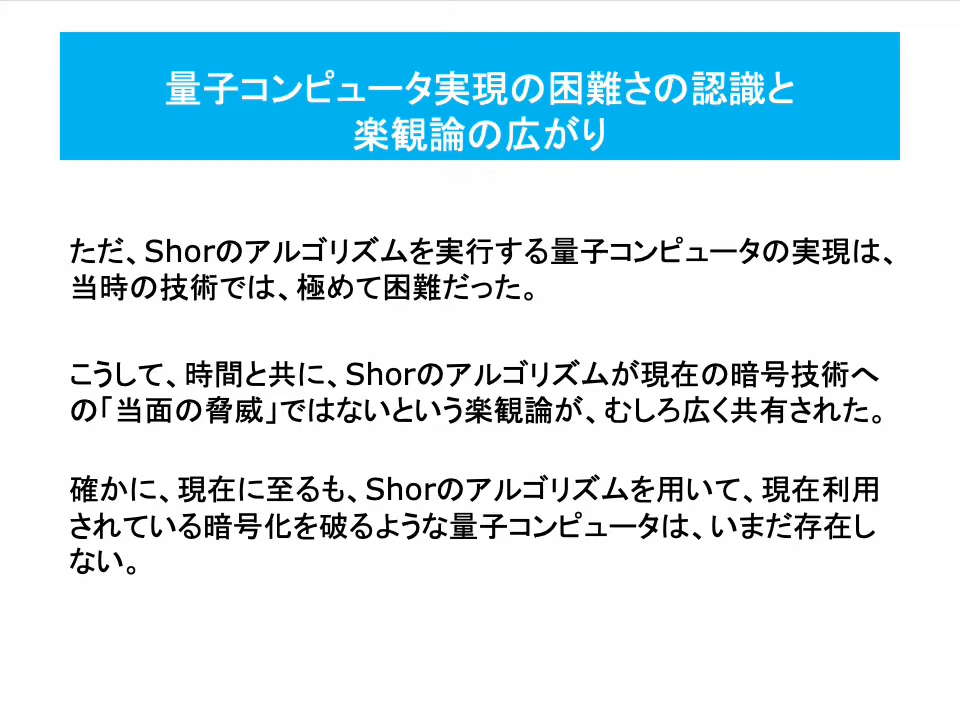 量子コンピュータ実現の困難さの認識と
楽観論の広がり
ただ、Shorのアルゴリズムを実行する量子コンピュータの実現は、
当時の技術では、極めて困難だった。
こうして、時間と共に、Shorのアルゴリズムが現在の暗号技術へ
の「当面の脅威」ではないという楽観論が、むしろ広く共有された。
確かに、現在に至るも、Shorのアルゴリズムを用いて、現在利用
されている暗号化を破るような量子コンピュータは、いまだ存在し
ない。